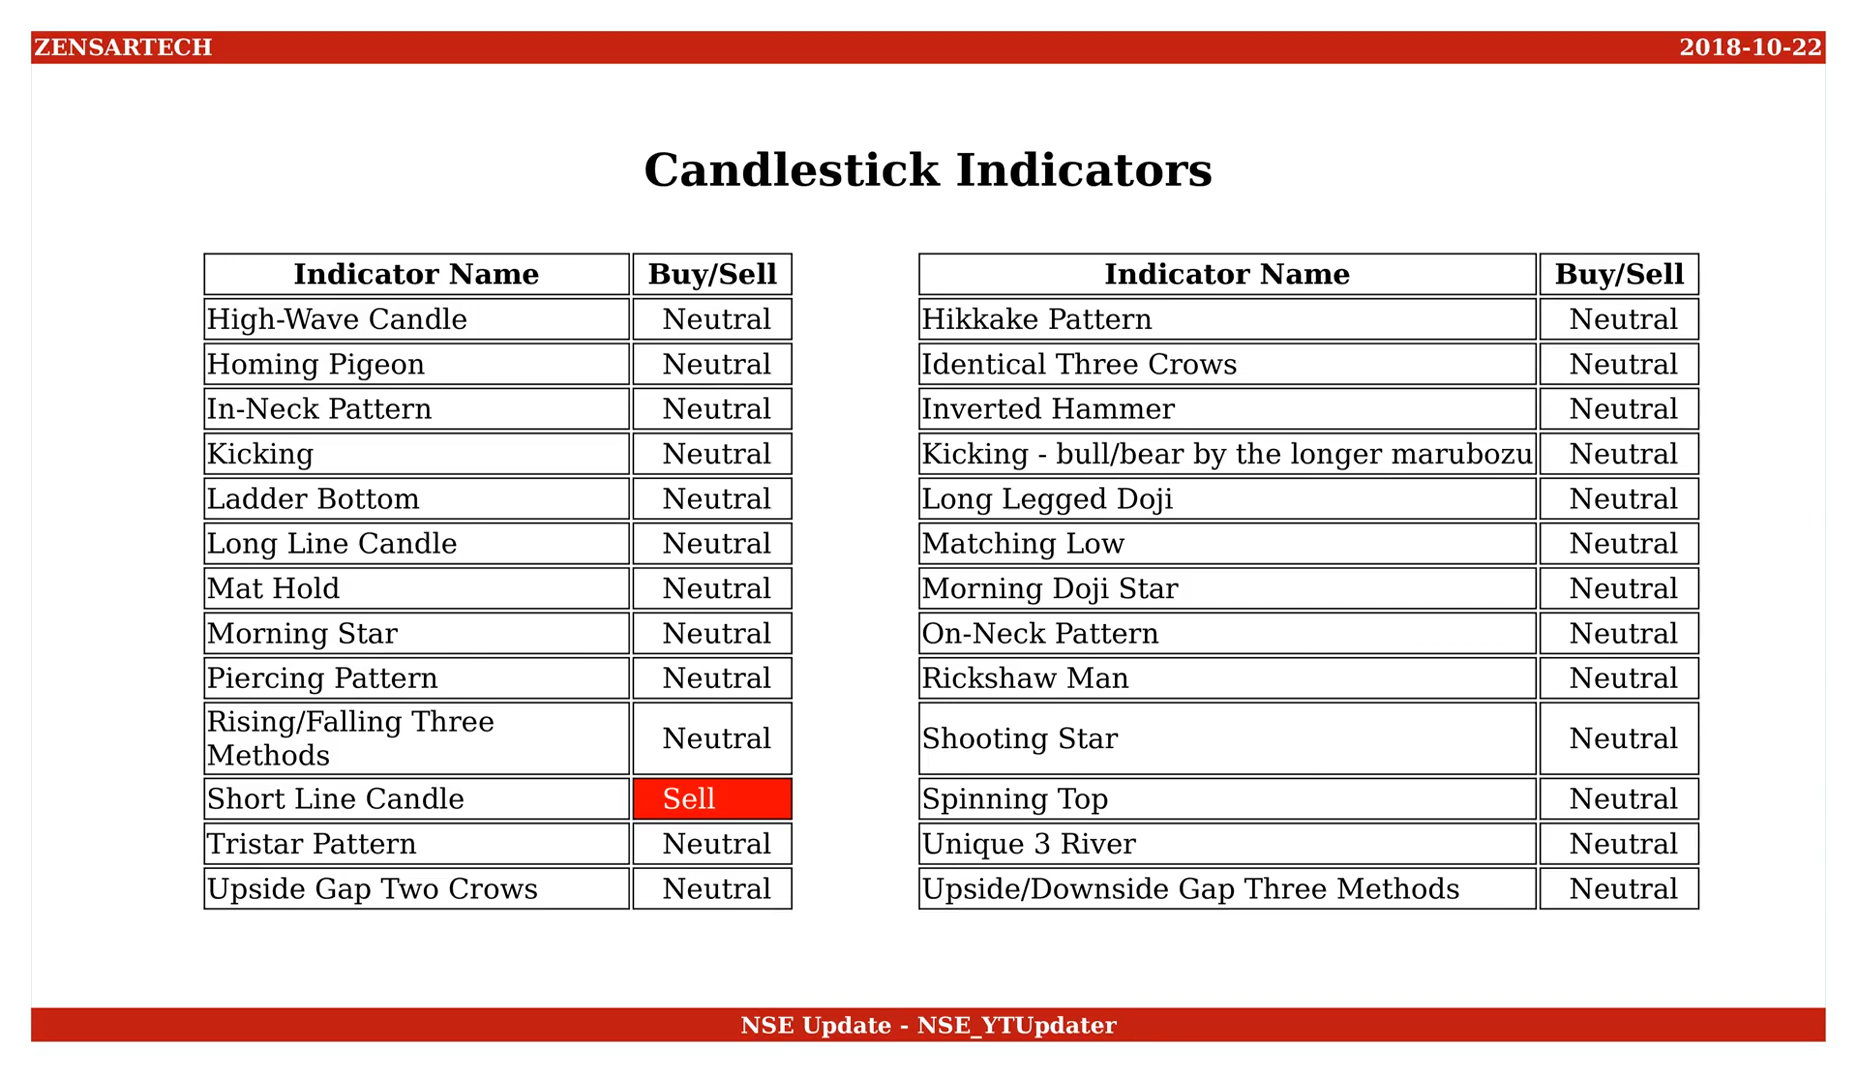 ZENSARTECH 2018-10-22
Candlestick Indicators
Indicator Name Buy/Sell
High-Wave Candle Neutral
Homing Pigeon Neutral
In-Neck Pattern Neutral
Kicking Neutral
Ladder Bottom Neutral
Long Line Candle Neutral
Mat Hold Neutral
Morning Star Neutral
Piercing Pattern Neutral
Rising/Falling Three
Methods Neutral
Short Line Candle Sell
Tristar Pattern Neutral
Upside Gap Two Crows Neutral
Indicator Name Buy/Sell
Hikkake Pattern Neutral
Identical Three Crows Neutral
Inverted Hammer Neutral
Kicking - bull/bear by the longer marubozu Neutral
Long Legged Doji Neutral
Matching Low Neutral
Morning Doji Star Neutral
On-Neck Pattern Neutral
Rickshaw Man Neutral
Shooting Star Neutral
Spinning Top Neutral
Unique 3 River Neutral
Upside/Downside Gap Three Methods Neutral
NSE Update - NSE_YTUpdater